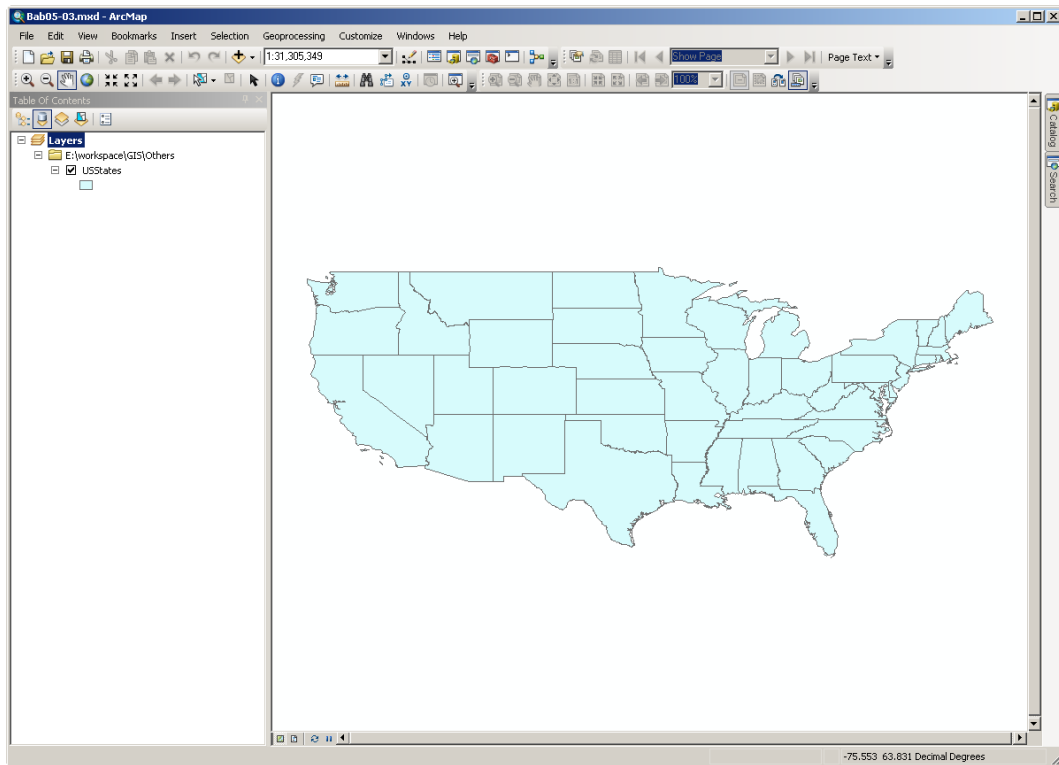 Bab05-03.mxd - ArcMap
File Edit View Bookmarks Insert Selection Geoprocessing Customize Windows Help
1:31,305,349 Show Page Page Text
100%
Table Of Contents
Layers
E:\workspace\GIS\Others
USStates
Catalog
Search
-75.553 63.831 Decimal Degrees